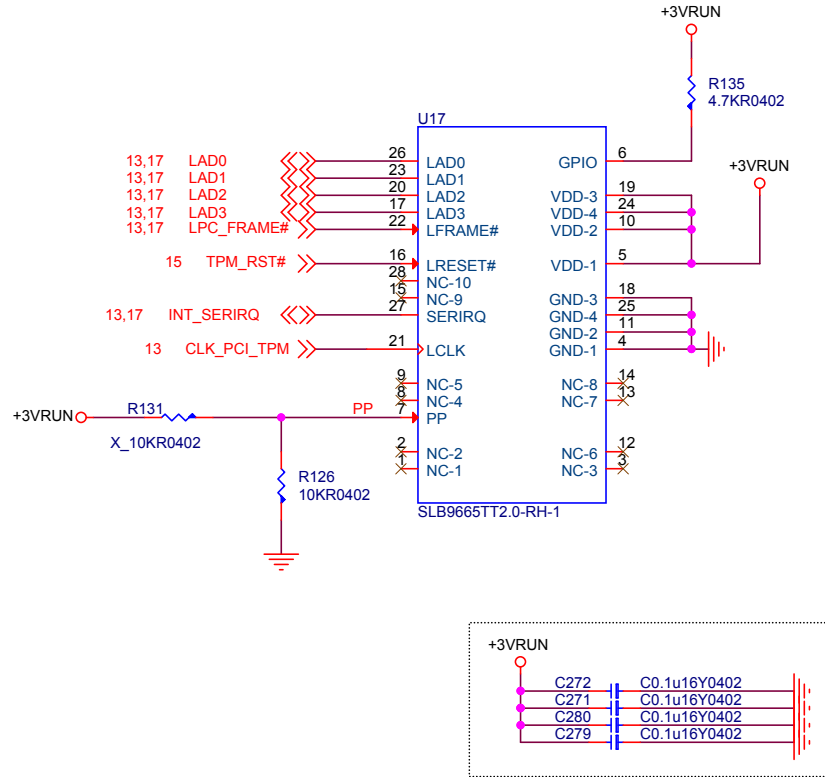 +3VRUN
R135
4.7KR0402
U17
13,17 LAD0 26 LAD0 GPIO 6 +3VRUN
13,17 LAD1 23 LAD1
13,17 LAD2 20 LAD2 VDD-3 19
13,17 LAD3 17 LAD3 VDD-4 24
13,17 LPC_FRAME# 22 LFRAME# VDD-2 10
15 TPM_RST# 16 LRESET# VDD-1 5
28 NC-10
15 NC-9 GND-3 18
13,17 INT_SERIRQ 27 SERIRQ GND-4 25
GND-2 11
13 CLK_PCI_TPM 21 LCLK GND-1 4
9 NC-5 NC-8 14
8 NC-4 NC-7 13
+3VRUN R131 PP 7 PP
X_10KR0402
2 NC-2 NC-6 12
1 NC-1 NC-3 3
R126
10KR0402
SLB9665TT2.0-RH-1
+3VRUN
C272 C0.1u16Y0402
C271 C0.1u16Y0402
C280 C0.1u16Y0402
C279 C0.1u16Y0402